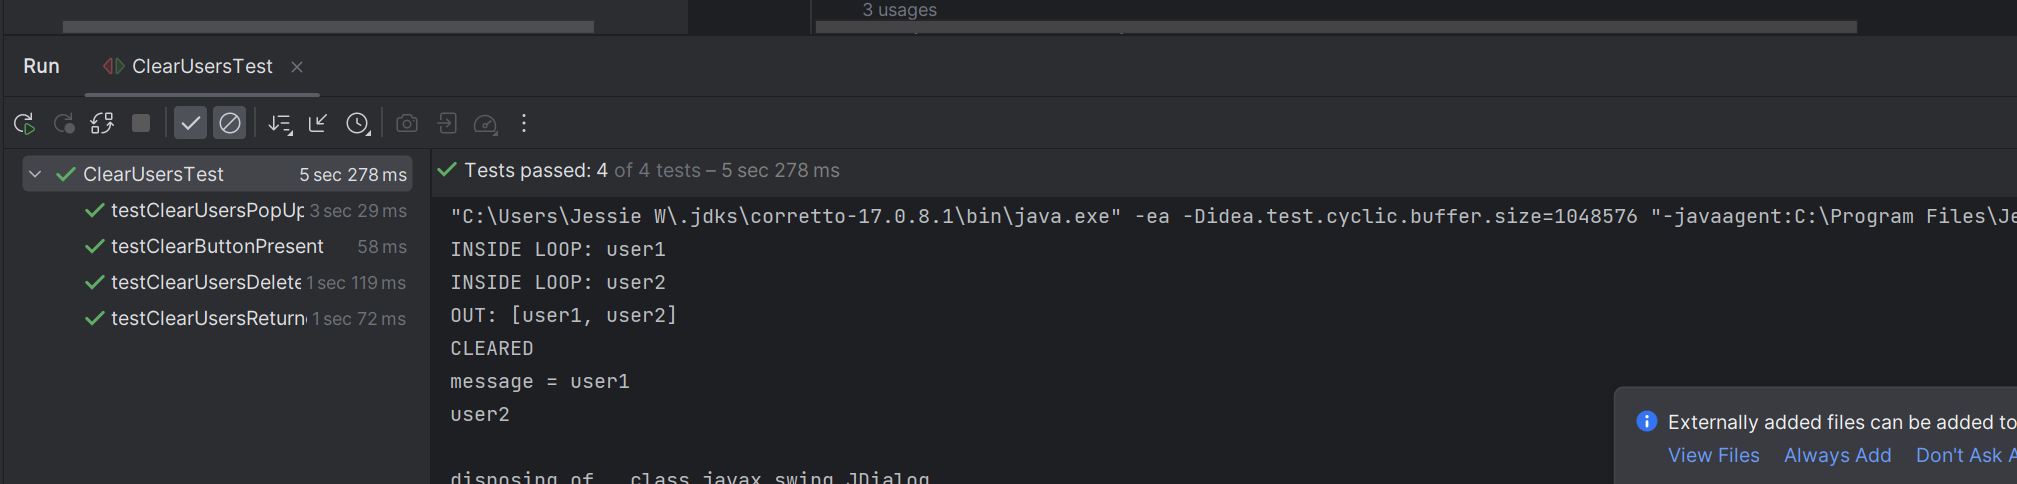 3 usages
Run
ClearUsersTest
ClearUsersTest 5 sec 278 ms
testClearUsersPopUp 3 sec 29 ms
testClearButtonPresent 58 ms
testClearUsersDelete 1 sec 119 ms
testClearUsersReturn 1 sec 72 ms
Tests passed: 4 of 4 tests – 5 sec 278 ms
"C:\Users\Jessie W\.jdks\corretto-17.0.8.1\bin\java.exe" -ea -Didea.test.cyclic.buffer.size=1048576 "-javaagent:C:\Program Files\Je
INSIDE LOOP: user1
INSIDE LOOP: user2
OUT: [user1, user2]
CLEARED
message = user1
user2
disposing of class javax.swing.JDialog
Externally added files can be added to
View Files Always Add Don't Ask A